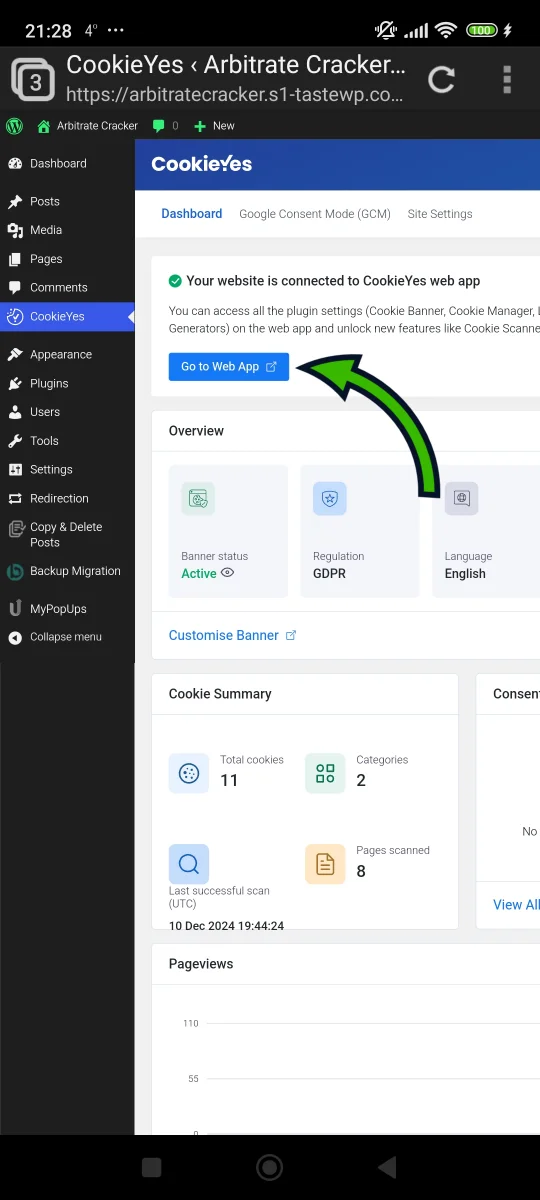 21:28 4° ···
100
3
CookieYes ‹ Arbitrate Cracker...
https://arbitratecracker.s1-tastewp.co...
Arbitrate Cracker 0 New
Dashboard
Posts
Media
Pages
Comments
CookieYes
Appearance
Plugins
Users
Tools
Settings
Redirection
Copy & Delete
Posts
Backup Migration
MyPopUps
Collapse menu
CookieYes
Dashboard Google Consent Mode (GCM) Site Settings
Your website is connected to CookieYes web app
You can access all the plugin settings (Cookie Banner, Cookie Manager, L
Generators) on the web app and unlock new features like Cookie Scanne
Go to Web App
Overview
Banner status
Active
Regulation
GDPR
Language
English
Customise Banner
Cookie Summary
Total cookies
11
Categories
2
Last successful scan
(UTC)
10 Dec 2024 19:44:24
Pages scanned
8
Consent
No
View All
Pageviews
110
55
0